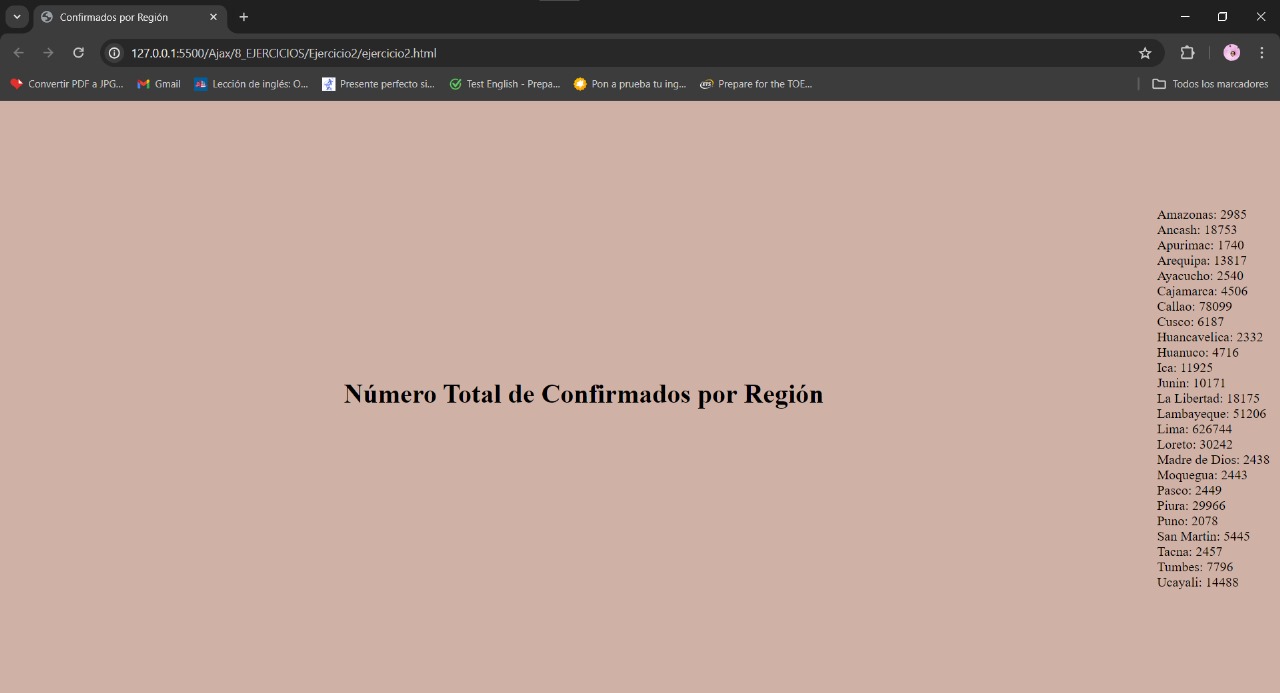 Confirmados por Región
127.0.0.1:5500/Ajax/8_EJERCICIOS/Ejercicio2/ejercicio2.html
Convertir PDF a JPG... Gmail Lección de inglés: O... Presente perfecto si... Test English - Prepa... Pon a prueba tu ing... Prepare for the TOE... Todos los marcadores
Número Total de Confirmados por Región
Amazonas: 2985
Ancash: 18753
Apurimac: 1740
Arequipa: 13817
Ayacucho: 2540
Cajamarca: 4506
Callao: 78099
Cusco: 6187
Huancavelica: 2332
Huanuco: 4716
Ica: 11925
Junin: 10171
La Libertad: 18175
Lambayeque: 51206
Lima: 626744
Loreto: 30242
Madre de Dios: 2438
Moquegua: 2443
Pasco: 2449
Piura: 29966
Puno: 2078
San Martin: 5445
Tacna: 2457
Tumbes: 7796
Ucayali: 14488